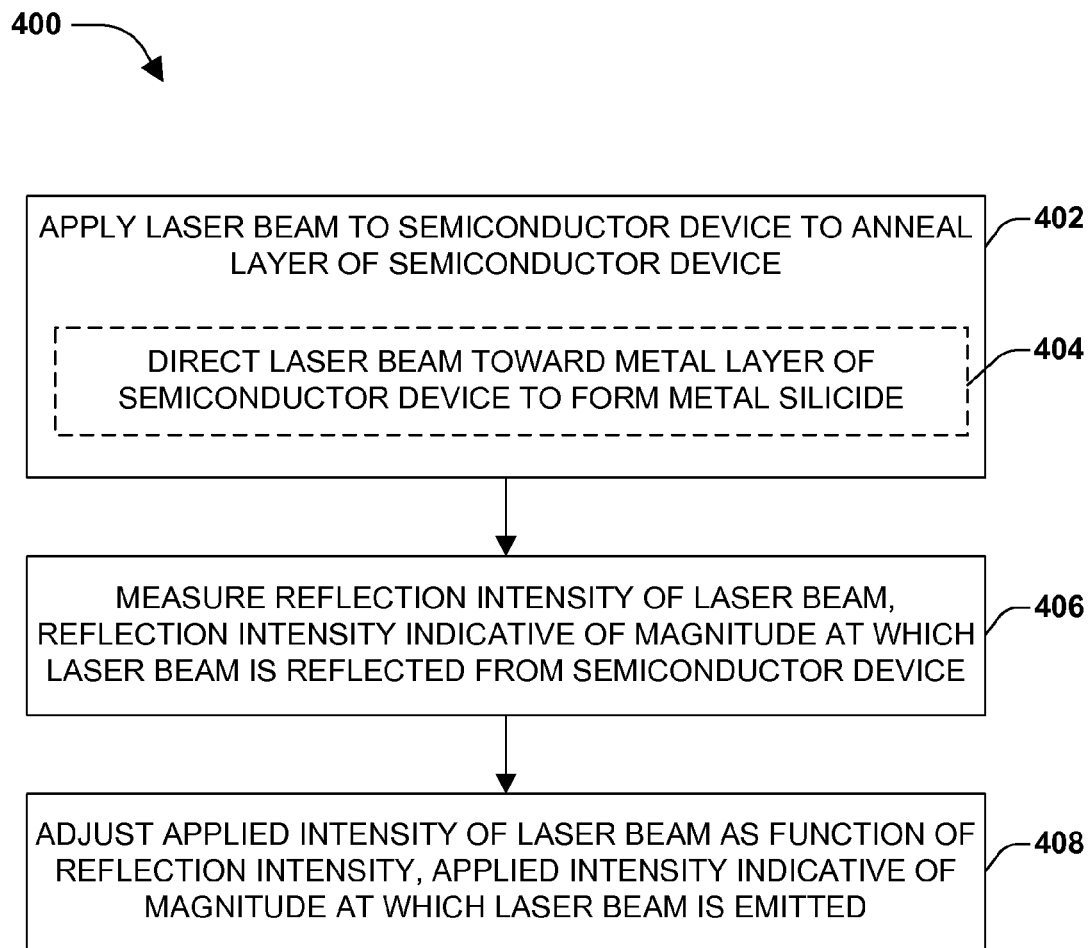 400
APPLY LASER BEAM TO SEMICONDUCTOR DEVICE TO ANNEAL
LAYER OF SEMICONDUCTOR DEVICE
402
DIRECT LASER BEAM TOWARD METAL LAYER OF
SEMICONDUCTOR DEVICE TO FORM METAL SILICIDE
404
MEASURE REFLECTION INTENSITY OF LASER BEAM,
REFLECTION INTENSITY INDICATIVE OF MAGNITUDE AT WHICH
LASER BEAM IS REFLECTED FROM SEMICONDUCTOR DEVICE
406
ADJUST APPLIED INTENSITY OF LASER BEAM AS FUNCTION OF
REFLECTION INTENSITY, APPLIED INTENSITY INDICATIVE OF
MAGNITUDE AT WHICH LASER BEAM IS EMITTED
408